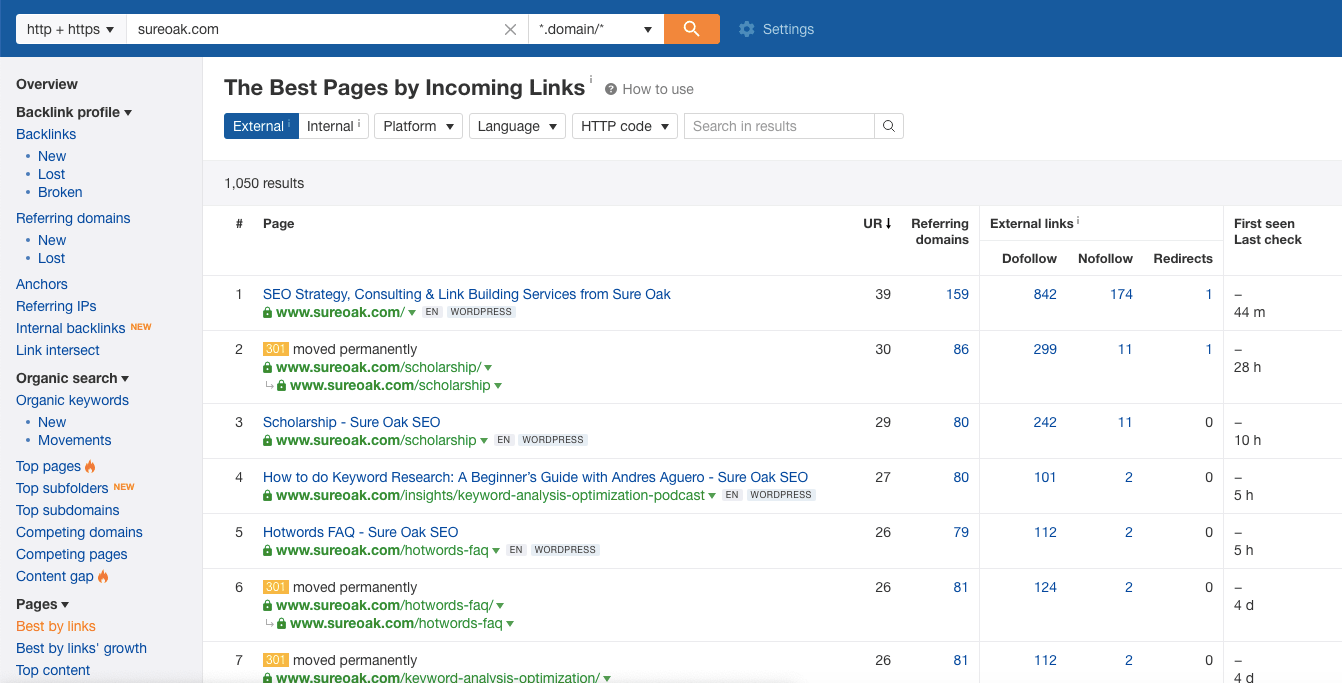 http + https
sureoak.com
*.domain/*
Settings
Overview
Backlink profile
Backlinks
• New
• Lost
• Broken
Referring domains
• New
• Lost
Anchors
Referring IPs
Internal backlinks NEW
Link intersect
Organic search
Organic keywords
• New
• Movements
Top pages
Top subfolders NEW
Top subdomains
Competing domains
Competing pages
Content gap
Pages
Best by links
Best by links' growth
Top content
The Best Pages by Incoming Links i ? How to use
External i Internal i Platform Language HTTP code Search in results
1,050 results
# Page UR Referring domains External links i First seen
Last check
Dofollow Nofollow Redirects
1 SEO Strategy, Consulting & Link Building Services from Sure Oak 39 159 842 174 1 –
www.sureoak.com/ EN WORDPRESS 44 m
2 301 moved permanently 30 86 299 11 1 –
www.sureoak.com/scholarship/ 28 h
www.sureoak.com/scholarship
3 Scholarship - Sure Oak SEO 29 80 242 11 0 –
www.sureoak.com/scholarship EN WORDPRESS 10 h
4 How to do Keyword Research: A Beginner's Guide with Andres Aguero - Sure Oak SEO 27 80 101 2 0 –
www.sureoak.com/insights/keyword-analysis-optimization-podcast EN WORDPRESS 5 h
5 Hotwords FAQ - Sure Oak SEO 26 79 112 2 0 –
www.sureoak.com/hotwords-faq EN WORDPRESS 5 h
6 301 moved permanently 26 81 124 2 0 –
www.sureoak.com/hotwords-faq/ 4 d
www.sureoak.com/hotwords-faq
7 301 moved permanently 26 81 112 2 0 –
www.sureoak.com/keyword-analysis-optimization/ 4 d